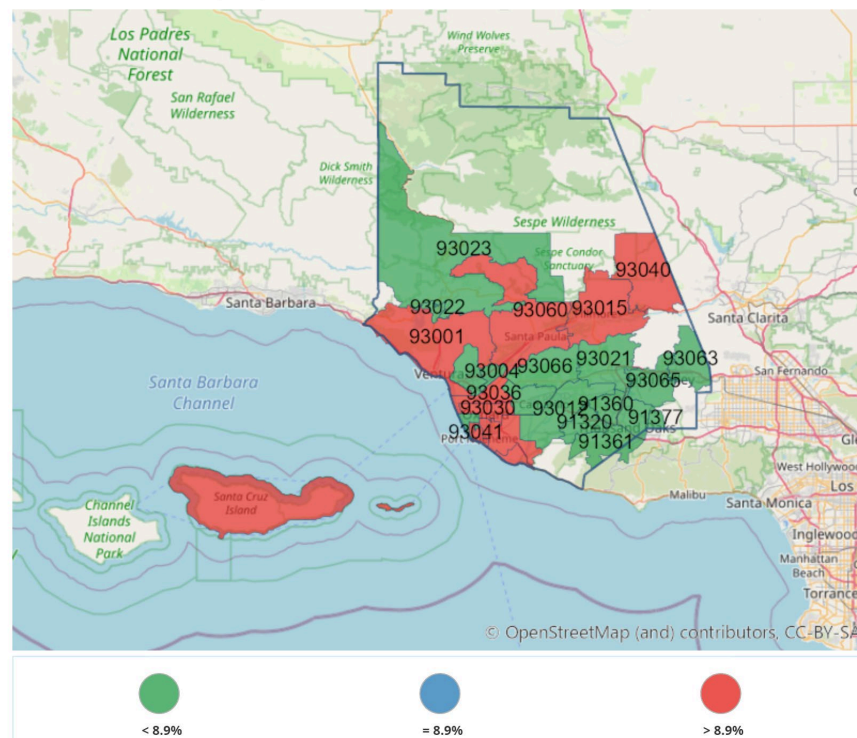 Los Padres
National
Forest
Wind Wolves
Preserve
San Rafael
Wilderness
Dick Smith
Wilderness
Sespe Wilderness
Sespe Condor
Sanctuary
93023
93040
Santa Barbara
93022
93060
93015
Santa Clarita
93001
Santa Paula
93004
93066
93021
93063
San Fernando
Santa Barbara
Channel
93036
93065
93030
93012
91360
91377
93041
91320
91361
West Hollywood
Los
Malibu
Santa Monica
Santa Cruz
Island
Channel
Islands
National
Park
Inglewood
Manhattan
Beach
Torrance
© OpenStreetMap (and) contributors, CC-BY-SA
< 8.9%
= 8.9%
> 8.9%